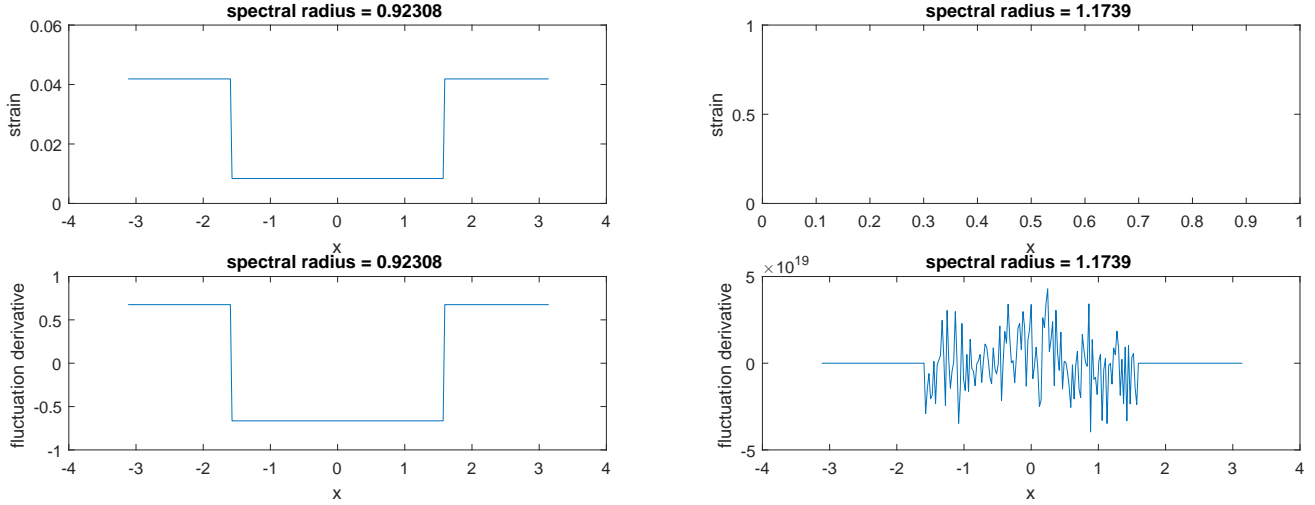 spectral radius = 0.92308
0.06
0.04
0.02
0
strain
-4 -3 -2 -1 0 1 2 3 4
x
spectral radius = 1.1739
1
0.5
0
strain
0 0.1 0.2 0.3 0.4 0.5 0.6 0.7 0.8 0.9 1
x
spectral radius = 0.92308
1
0.5
0
-0.5
-1
fluctuation derivative
-4 -3 -2 -1 0 1 2 3 4
x
spectral radius = 1.1739
×10^19
5
0
-5
fluctuation derivative
-4 -3 -2 -1 0 1 2 3 4
x